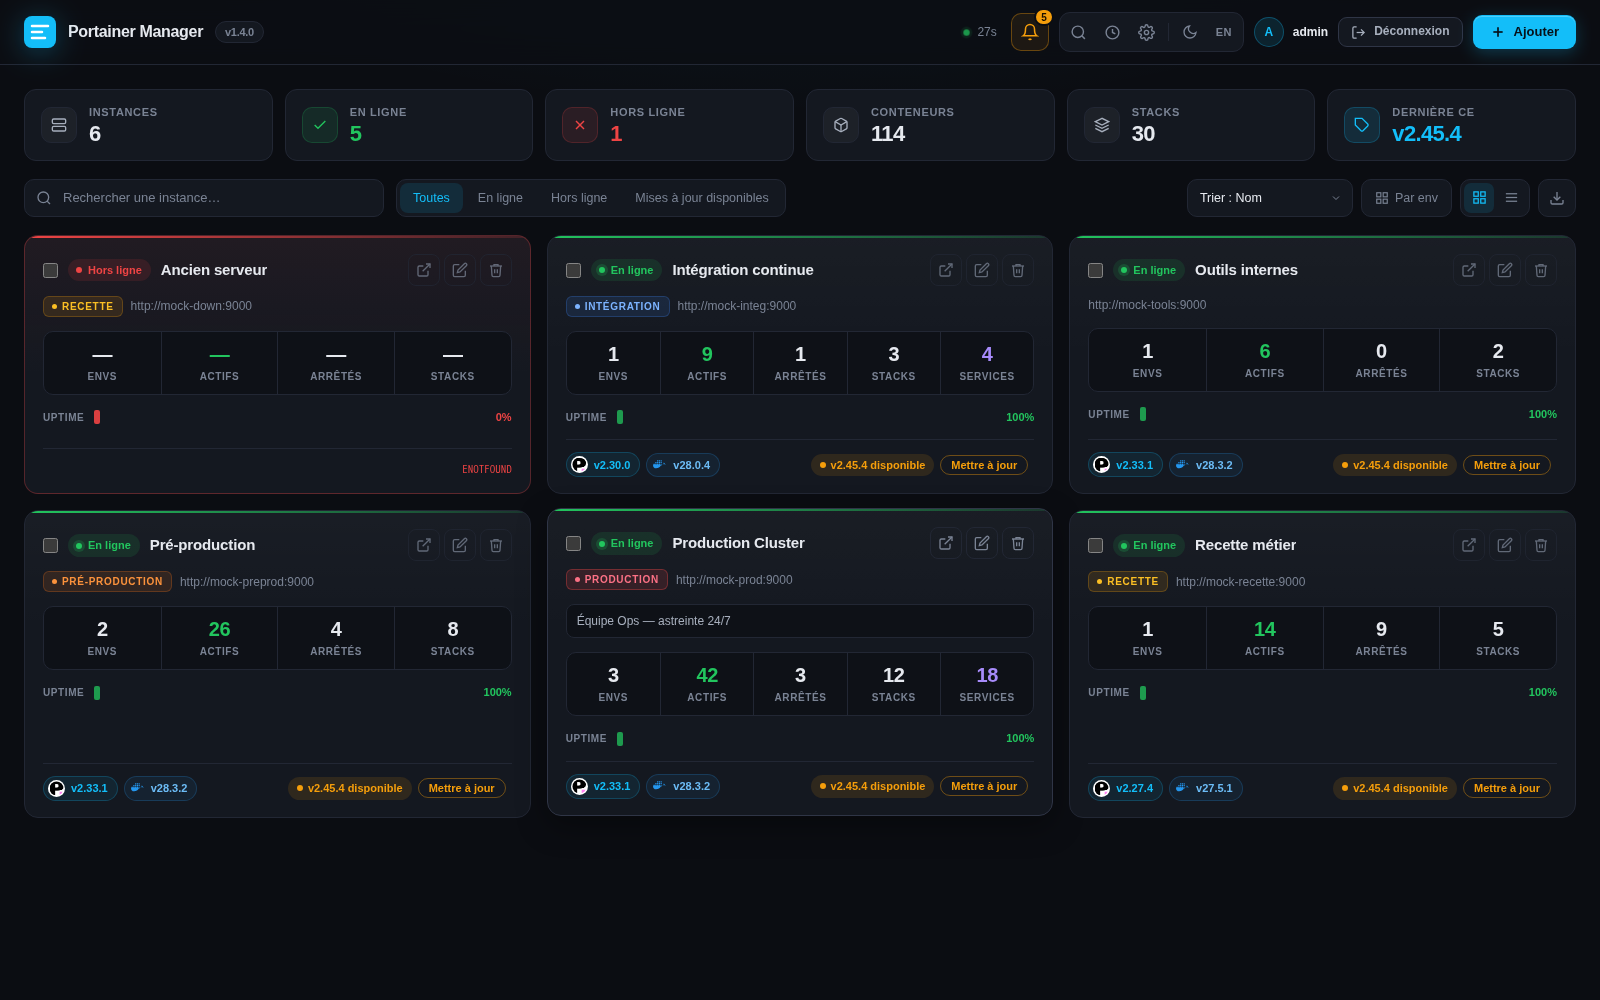 Portainer Manager v1.4.0
27s 5 EN A admin Déconnexion Ajouter
INSTANCES
6
EN LIGNE
5
HORS LIGNE
1
CONTENEURS
114
STACKS
30
DERNIÈRE CE
v2.45.4
Rechercher une instance…
Toutes En ligne Hors ligne Mises à jour disponibles
Trier : Nom
Par env
Hors ligne Ancien serveur
RECETTE http://mock-down:9000
— — — —
ENVS ACTIFS ARRÊTÉS STACKS
UPTIME 0%
ENOTFOUND
En ligne Intégration continue
INTÉGRATION http://mock-integ:9000
1 9 1 3 4
ENVS ACTIFS ARRÊTÉS STACKS SERVICES
UPTIME 100%
v2.30.0 v28.0.4 v2.45.4 disponible Mettre à jour
En ligne Outils internes
http://mock-tools:9000
1 6 0 2
ENVS ACTIFS ARRÊTÉS STACKS
UPTIME 100%
v2.33.1 v28.3.2 v2.45.4 disponible Mettre à jour
En ligne Pré-production
PRÉ-PRODUCTION http://mock-preprod:9000
2 26 4 8
ENVS ACTIFS ARRÊTÉS STACKS
UPTIME 100%
v2.33.1 v28.3.2 v2.45.4 disponible Mettre à jour
En ligne Production Cluster
PRODUCTION http://mock-prod:9000
Équipe Ops — astreinte 24/7
3 42 3 12 18
ENVS ACTIFS ARRÊTÉS STACKS SERVICES
UPTIME 100%
v2.33.1 v28.3.2 v2.45.4 disponible Mettre à jour
En ligne Recette métier
RECETTE http://mock-recette:9000
1 14 9 5
ENVS ACTIFS ARRÊTÉS STACKS
UPTIME 100%
v2.27.4 v27.5.1 v2.45.4 disponible Mettre à jour